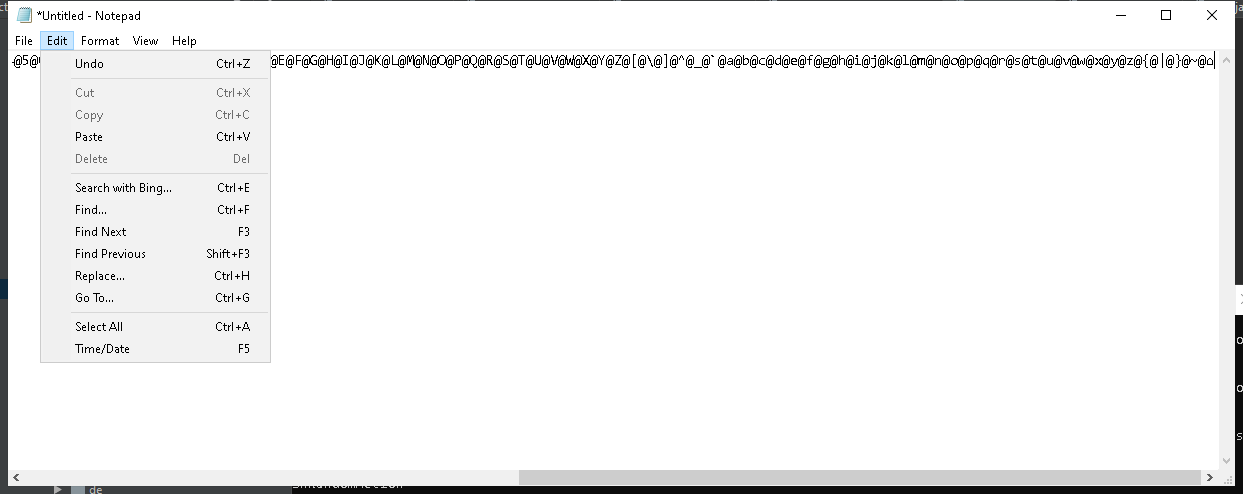 *Untitled - Notepad
File Edit Format View Help
@5@ @E@F@G@H@I@J@K@L@M@N@O@P@Q@R@S@T@U@V@W@X@Y@Z@[@\@]@^@_@`@a@b@c@d@e@f@g@h@i@j@k@l@m@n@o@p@q@r@s@t@u@v@w@x@y@z@{@|@}@~@⌂
Undo Ctrl+Z
Cut Ctrl+X
Copy Ctrl+C
Paste Ctrl+V
Delete Del
Search with Bing... Ctrl+E
Find... Ctrl+F
Find Next F3
Find Previous Shift+F3
Replace... Ctrl+H
Go To... Ctrl+G
Select All Ctrl+A
Time/Date F5
de